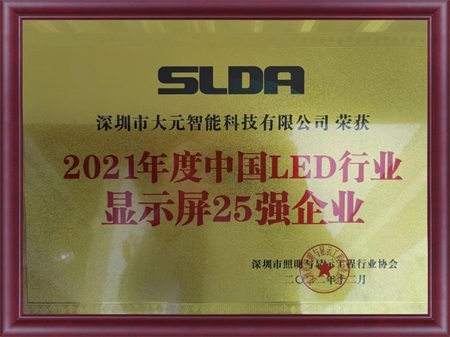 SLDA
深圳市大元智能科技有限公司 荣获
2021年度中国LED行业
显示屏25强企业
深圳市照明与显示工程行业协会
二〇二二年十二月